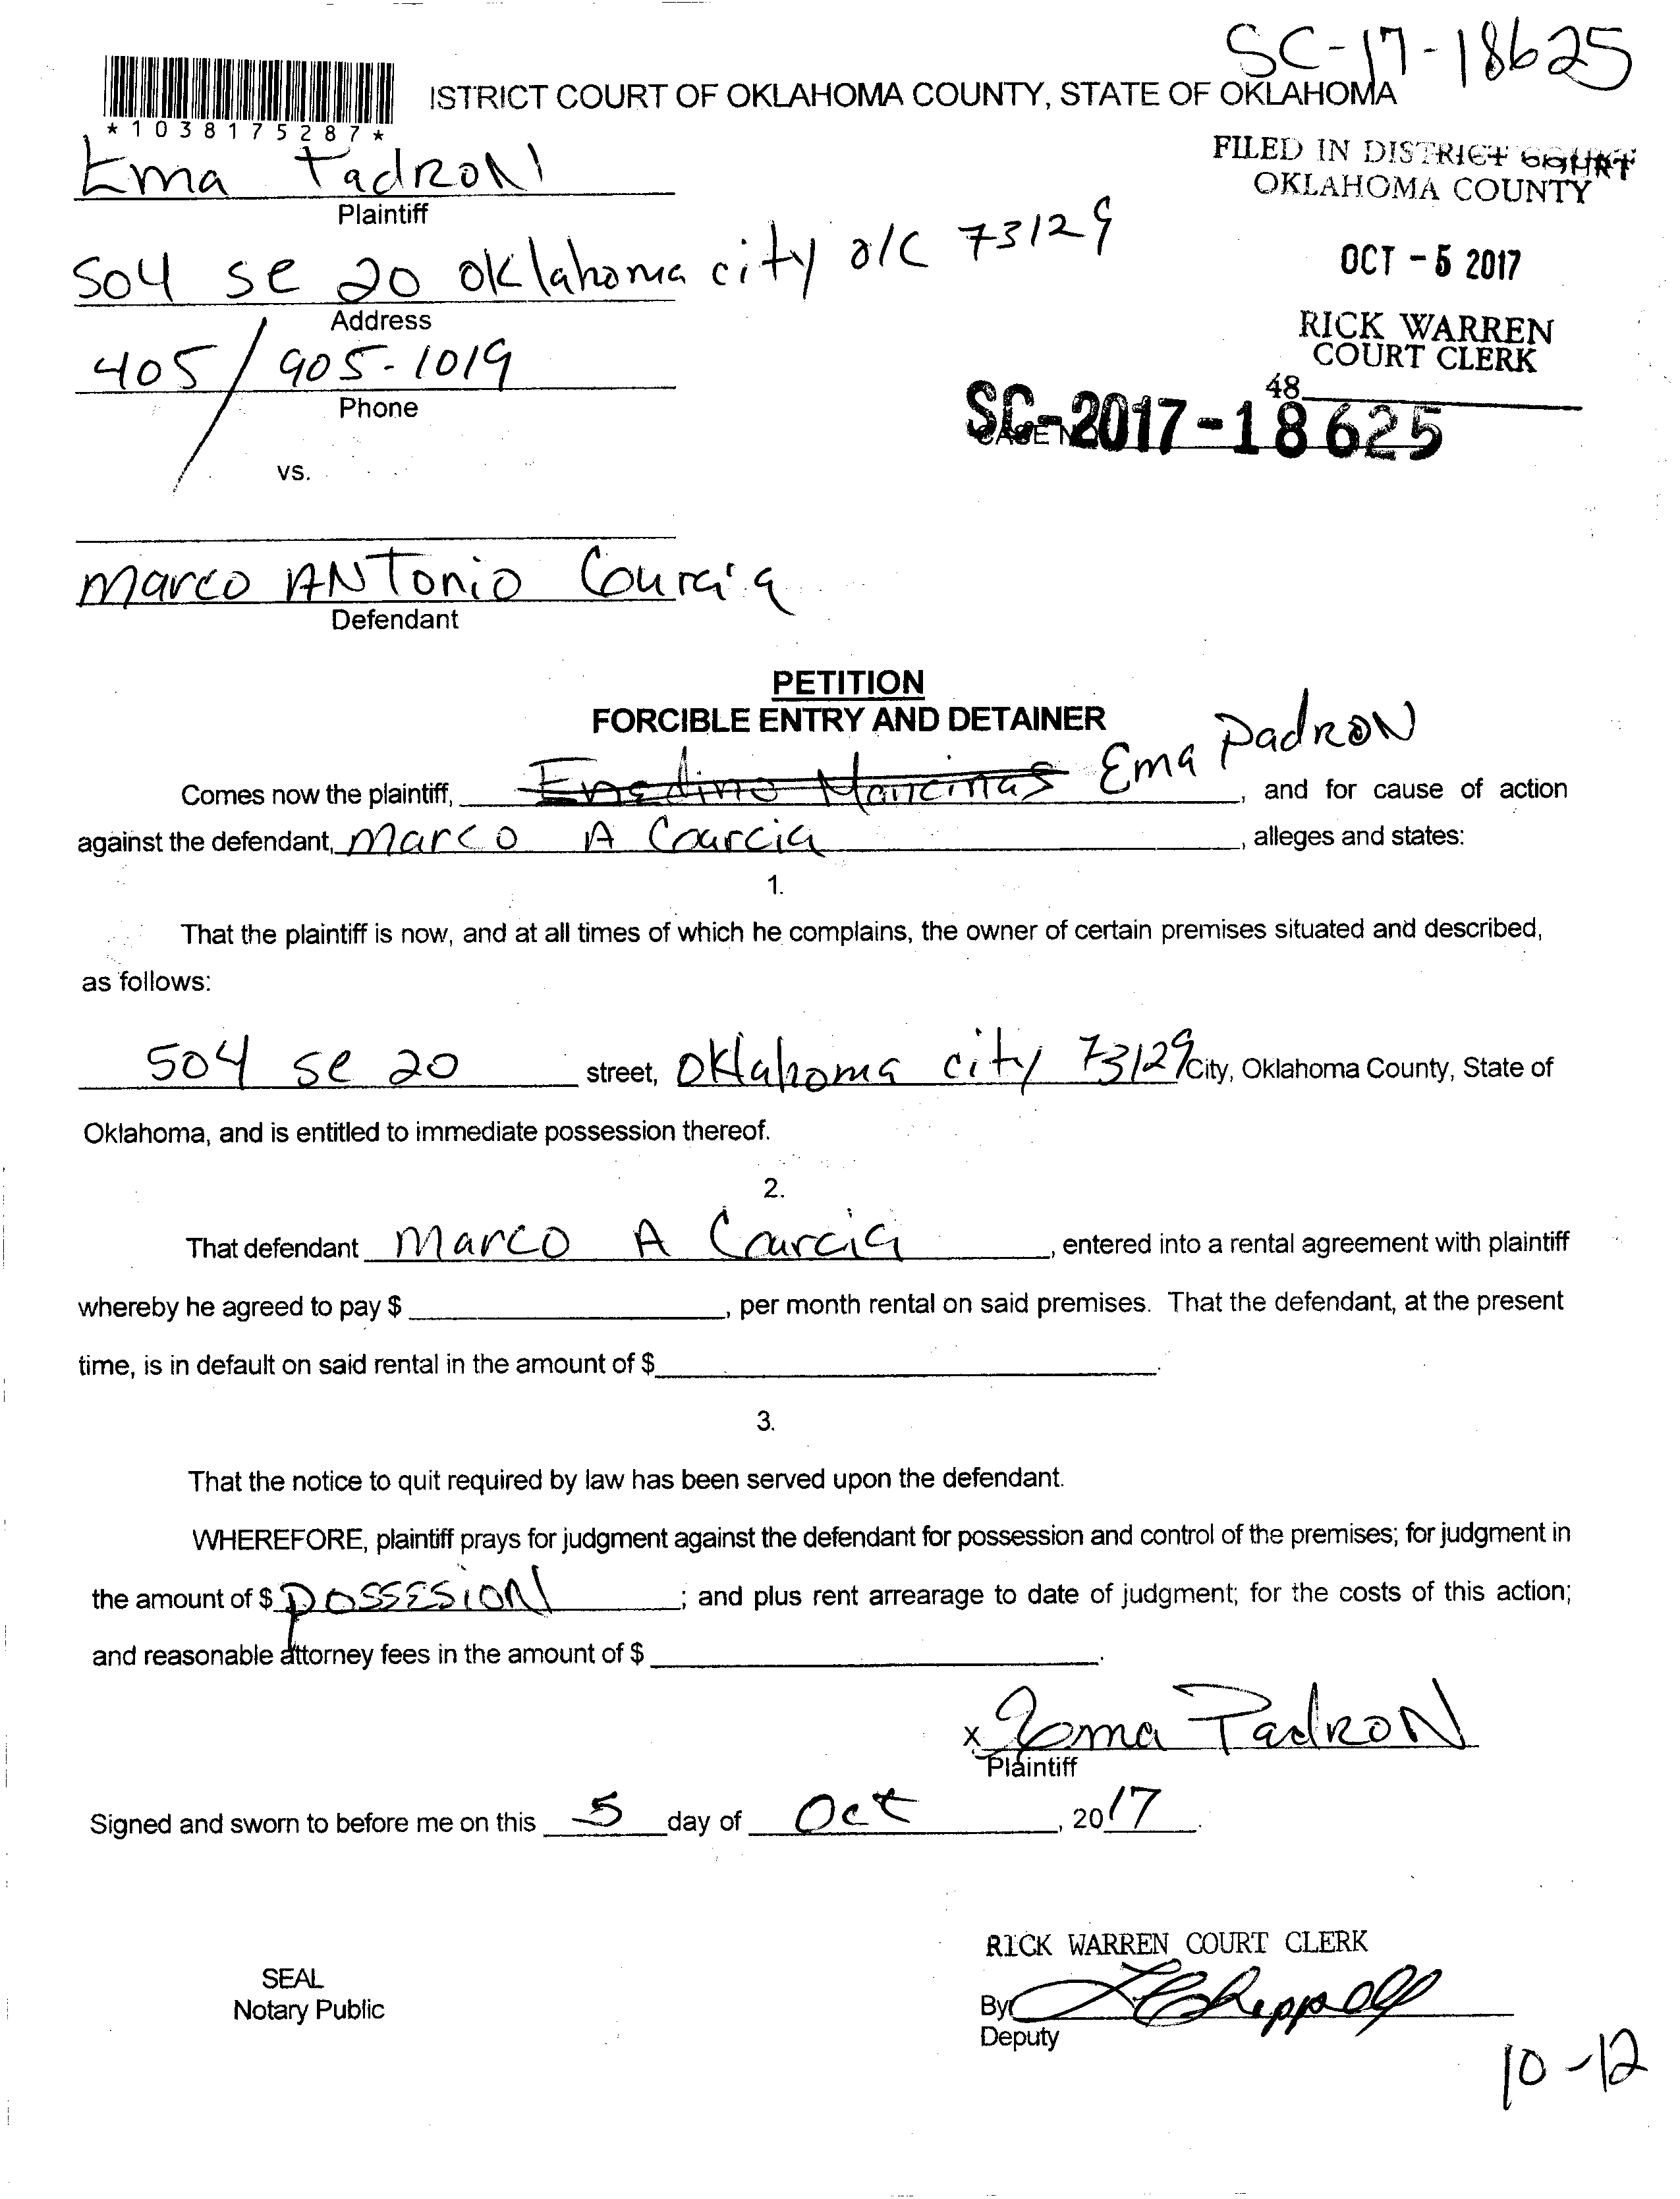 SC-17-18625
ISTRICT COURT OF OKLAHOMA COUNTY, STATE OF OKLAHOMA
*1038175287*
FILED IN DISTRICT COURT
OKLAHOMA COUNTY
Ema PadRoN
Plaintiff
504 se 20 oklahoma city o/c 73129
OCT - 5 2017
Address
RICK WARREN
COURT CLERK
405/905-1019
48
Phone
SC-2017-18625
CASE N
vs.
Marco ANTonio Gaurcia
Defendant
PETITION
FORCIBLE ENTRY AND DETAINER
Comes now the plaintiff, Enedino Mancinas Ema PadRoN, and for cause of action
against the defendant, Marco A Gaurcia, alleges and states:
1.
That the plaintiff is now, and at all times of which he complains, the owner of certain premises situated and described,
as follows:
504 se 20 street, Oklahoma city 73129 City, Oklahoma County, State of
Oklahoma, and is entitled to immediate possession thereof.
2.
That defendant Marco A Gaurcia, entered into a rental agreement with plaintiff
whereby he agreed to pay $ , per month rental on said premises. That the defendant, at the present
time, is in default on said rental in the amount of $ .
3.
That the notice to quit required by law has been served upon the defendant.
WHEREFORE, plaintiff prays for judgment against the defendant for possession and control of the premises; for judgment in
the amount of $ POSSESioN ; and plus rent arrearage to date of judgment; for the costs of this action;
and reasonable attorney fees in the amount of $ .
x Ema PadRoN
Plaintiff
Signed and sworn to before me on this 5 day of Oct, 2017.
RICK WARREN COURT CLERK
SEAL
Notary Public
By
Deputy
10-12